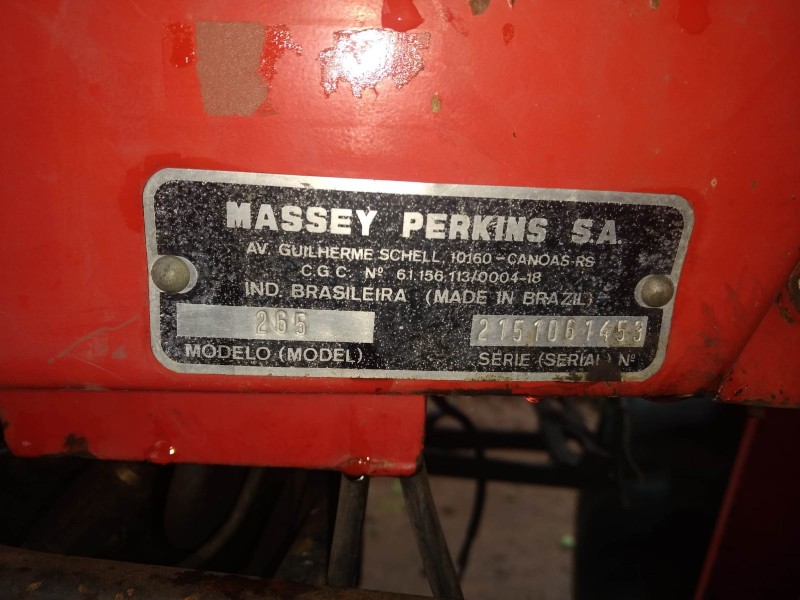 MASSEY PERKINS S.A.
AV. GUILHERME SCHELL, 10160-CANOAS-RS
C.G.C. Nº 61.156.113/0004-18
IND. BRASILEIRA (MADE IN BRAZIL)
265 2151061453
MODELO (MODEL) SÉRIE (SERIAL) Nº